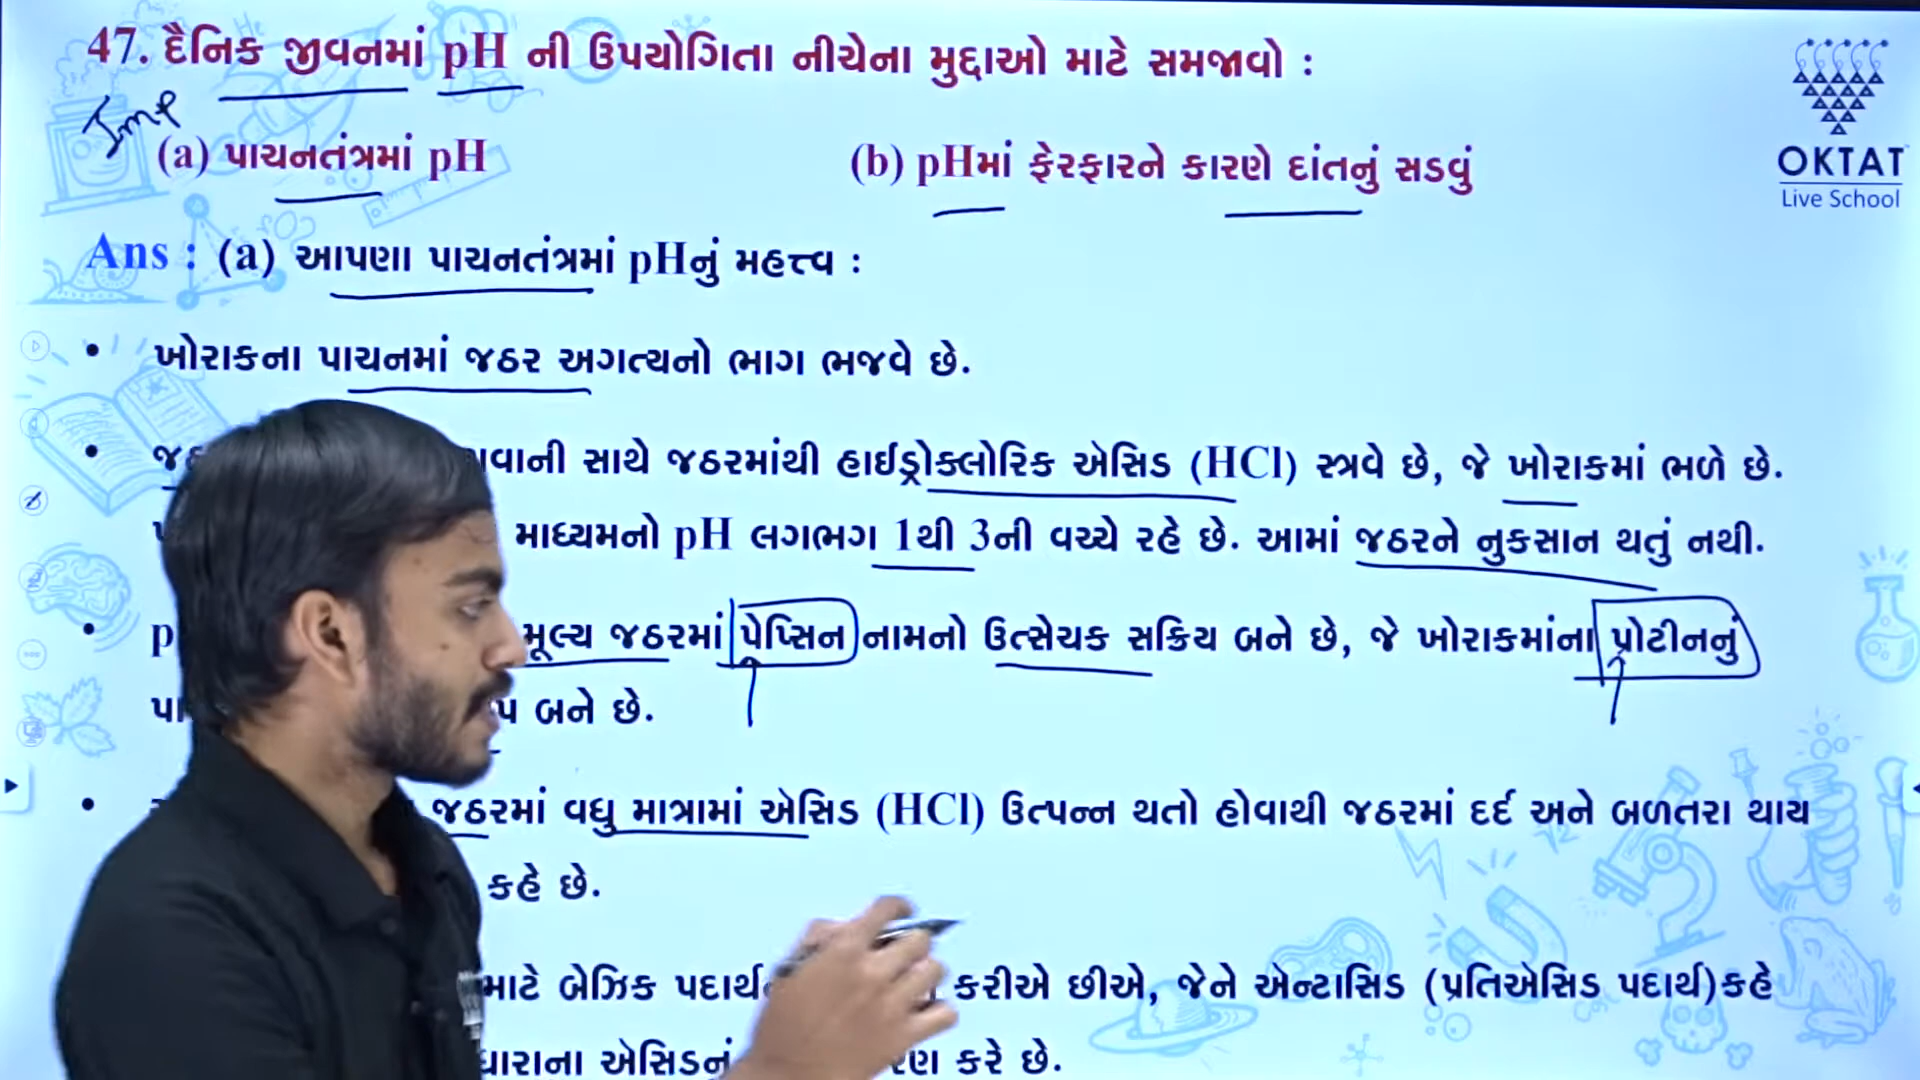 47. દૈનિક જીવનમાં pH ની ઉપયોગિતા નીચેના મુદ્દાઓ માટે સમજાવો :
Imp
(a) પાચનતંત્રમાં pH (b) pHમાં ફેરફારને કારણે દાંતનું સડવું
OKTAT
Live School
Ans : (a) આપણા પાચનતંત્રમાં pHનું મહત્ત્વ :
• ખોરાકના પાચનમાં જઠર અગત્યનો ભાગ ભજવે છે.
• સાથે જઠરમાંથી હાઈડ્રોક્લોરિક એસિડ (HCl) સ્ત્રવે છે, જે ખોરાકમાં ભળે છે.
માધ્યમનો pH લગભગ 1થી 3ની વચ્ચે રહે છે. આમાં જઠરને નુકસાન થતું નથી.
• મૂલ્ય જઠરમાં પેપ્સિન નામનો ઉત્સેચક સક્રિય બને છે, જે ખોરાકમાંના પ્રોટીનનું
બને છે.
• જઠરમાં વધુ માત્રામાં એસિડ (HCl) ઉત્પન્ન થતો હોવાથી જઠરમાં દર્દ અને બળતરા થાય
કહે છે.
માટે બેઝિક કરીએ છીએ, જેને એન્ટાસિડ (પ્રતિએસિડ પદાર્થ)કહે
એસિડનું કરે છે.